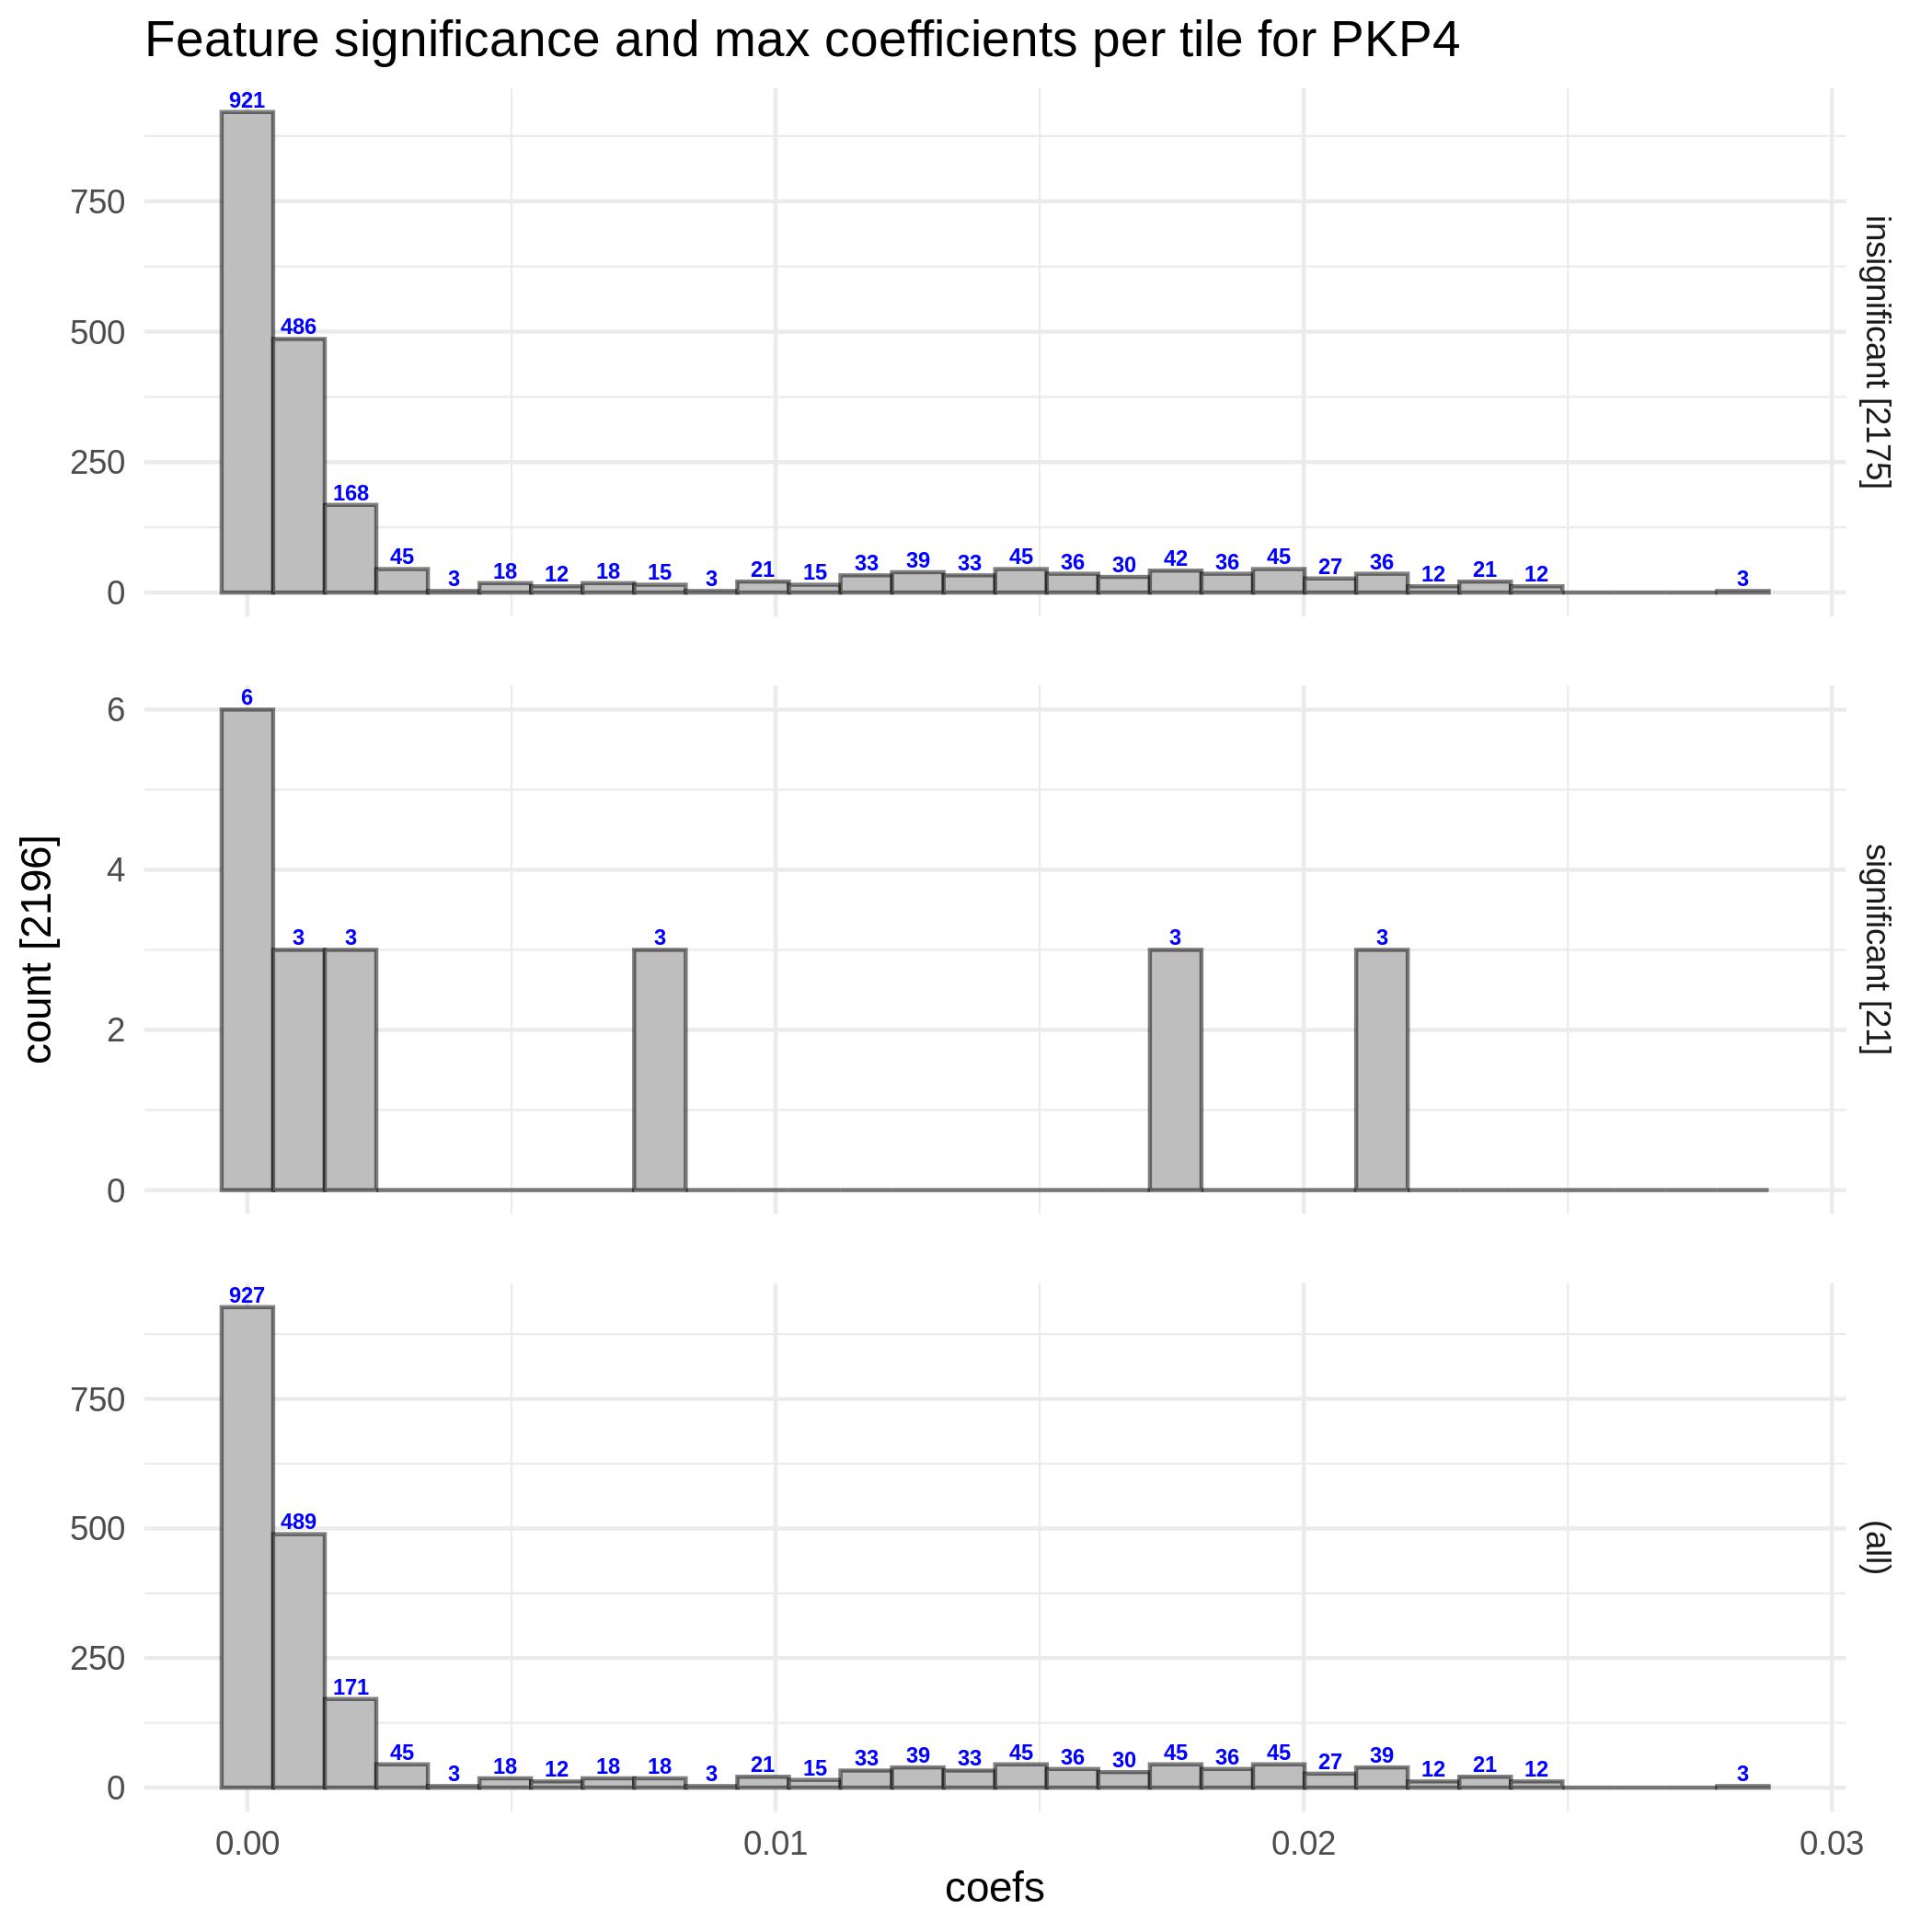 Feature significance and max coefficients per tile for PKP4
921
486
168
45 3 18 12 18 15 3 21 15 33 39 33 45 36 30 42 36 45 27 36 12 21 12 3
750
500
250
0
insignificant [2175]
6
3 3 3 3 3
6
4
2
0
significant [21]
count [2196]
927
489
171
45 3 18 12 18 18 3 21 15 33 39 33 45 36 30 45 36 45 27 39 12 21 12 3
750
500
250
0
(all)
0.00 0.01 0.02 0.03
coefs